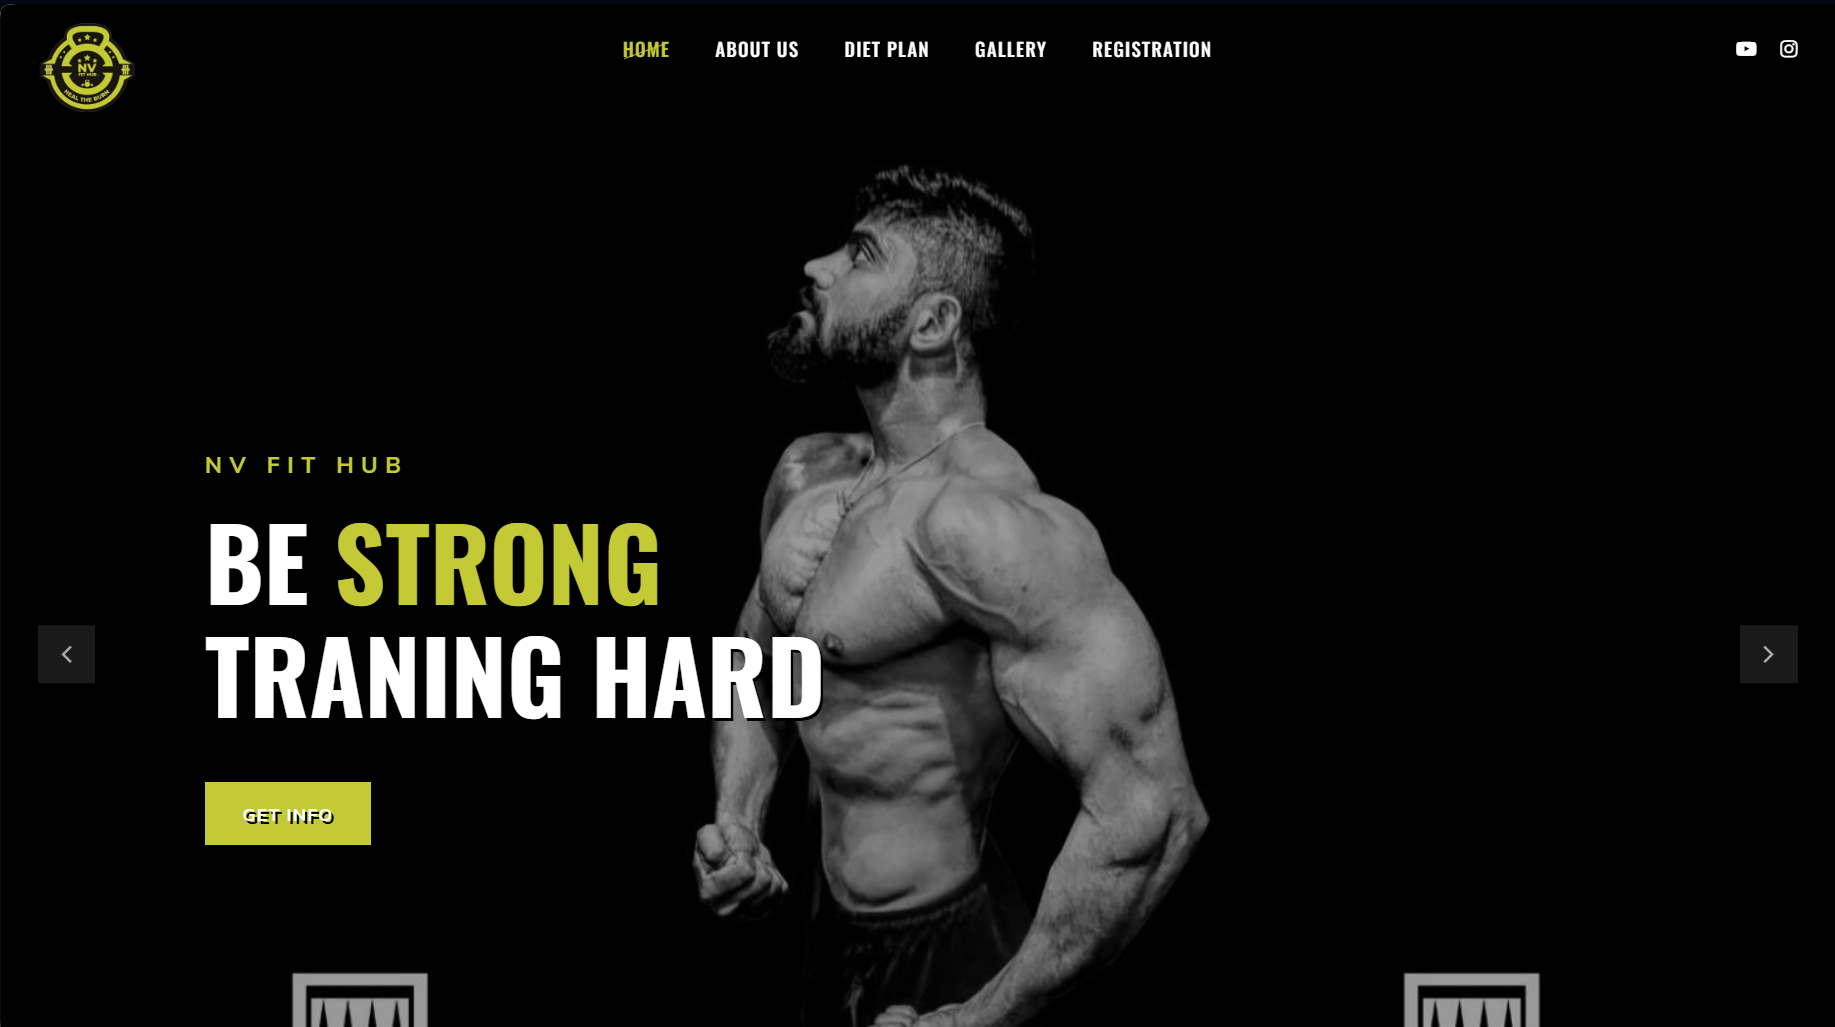 NV
FIT HUB
HEAL THE BURN
HOME
ABOUT US
DIET PLAN
GALLERY
REGISTRATION
NV FIT HUB
BE STRONG
TRANING HARD
GET INFO